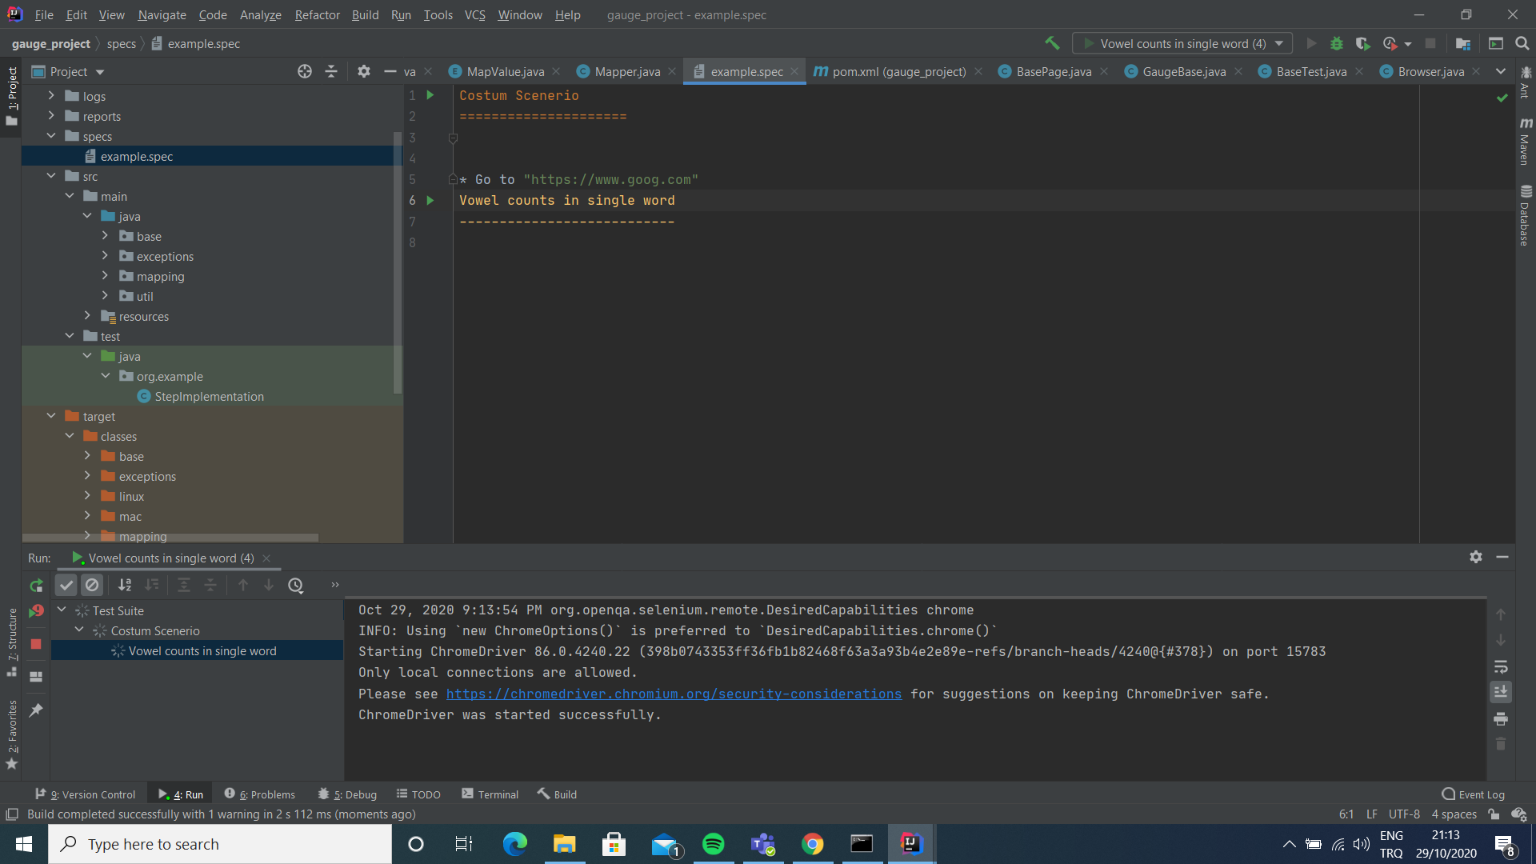 File Edit View Navigate Code Analyze Refactor Build Run Tools VCS Window Help gauge_project - example.spec
gauge_project specs example.spec Vowel counts in single word (4)
Project va MapValue.java Mapper.java example.spec pom.xml (gauge_project) BasePage.java GaugeBase.java BaseTest.java Browser.java
1: Project
logs
reports
specs
example.spec
src
main
java
base
exceptions
mapping
util
resources
test
java
org.example
StepImplementation
target
classes
base
exceptions
linux
mac
mapping
1 Costum Scenerio
2 =====================
3
4
5 * Go to "https://www.goog.com"
6 Vowel counts in single word
7 ---------------------------
8
Ant
Maven
Database
Run: Vowel counts in single word (4)
Test Suite
Costum Scenerio
Vowel counts in single word
Oct 29, 2020 9:13:54 PM org.openqa.selenium.remote.DesiredCapabilities chrome
INFO: Using `new ChromeOptions()` is preferred to `DesiredCapabilities.chrome()`
Starting ChromeDriver 86.0.4240.22 (398b0743353ff36fb1b82468f63a3a93b4e2e89e-refs/branch-heads/4240@{#378}) on port 15783
Only local connections are allowed.
Please see https://chromedriver.chromium.org/security-considerations for suggestions on keeping ChromeDriver safe.
ChromeDriver was started successfully.
7: Structure
2: Favorites
9: Version Control 4: Run 6: Problems 5: Debug TODO Terminal Build Event Log
Build completed successfully with 1 warning in 2 s 112 ms (moments ago) 6:1 LF UTF-8 4 spaces
Type here to search 1 ENG 21:13
TRQ 29/10/2020 8